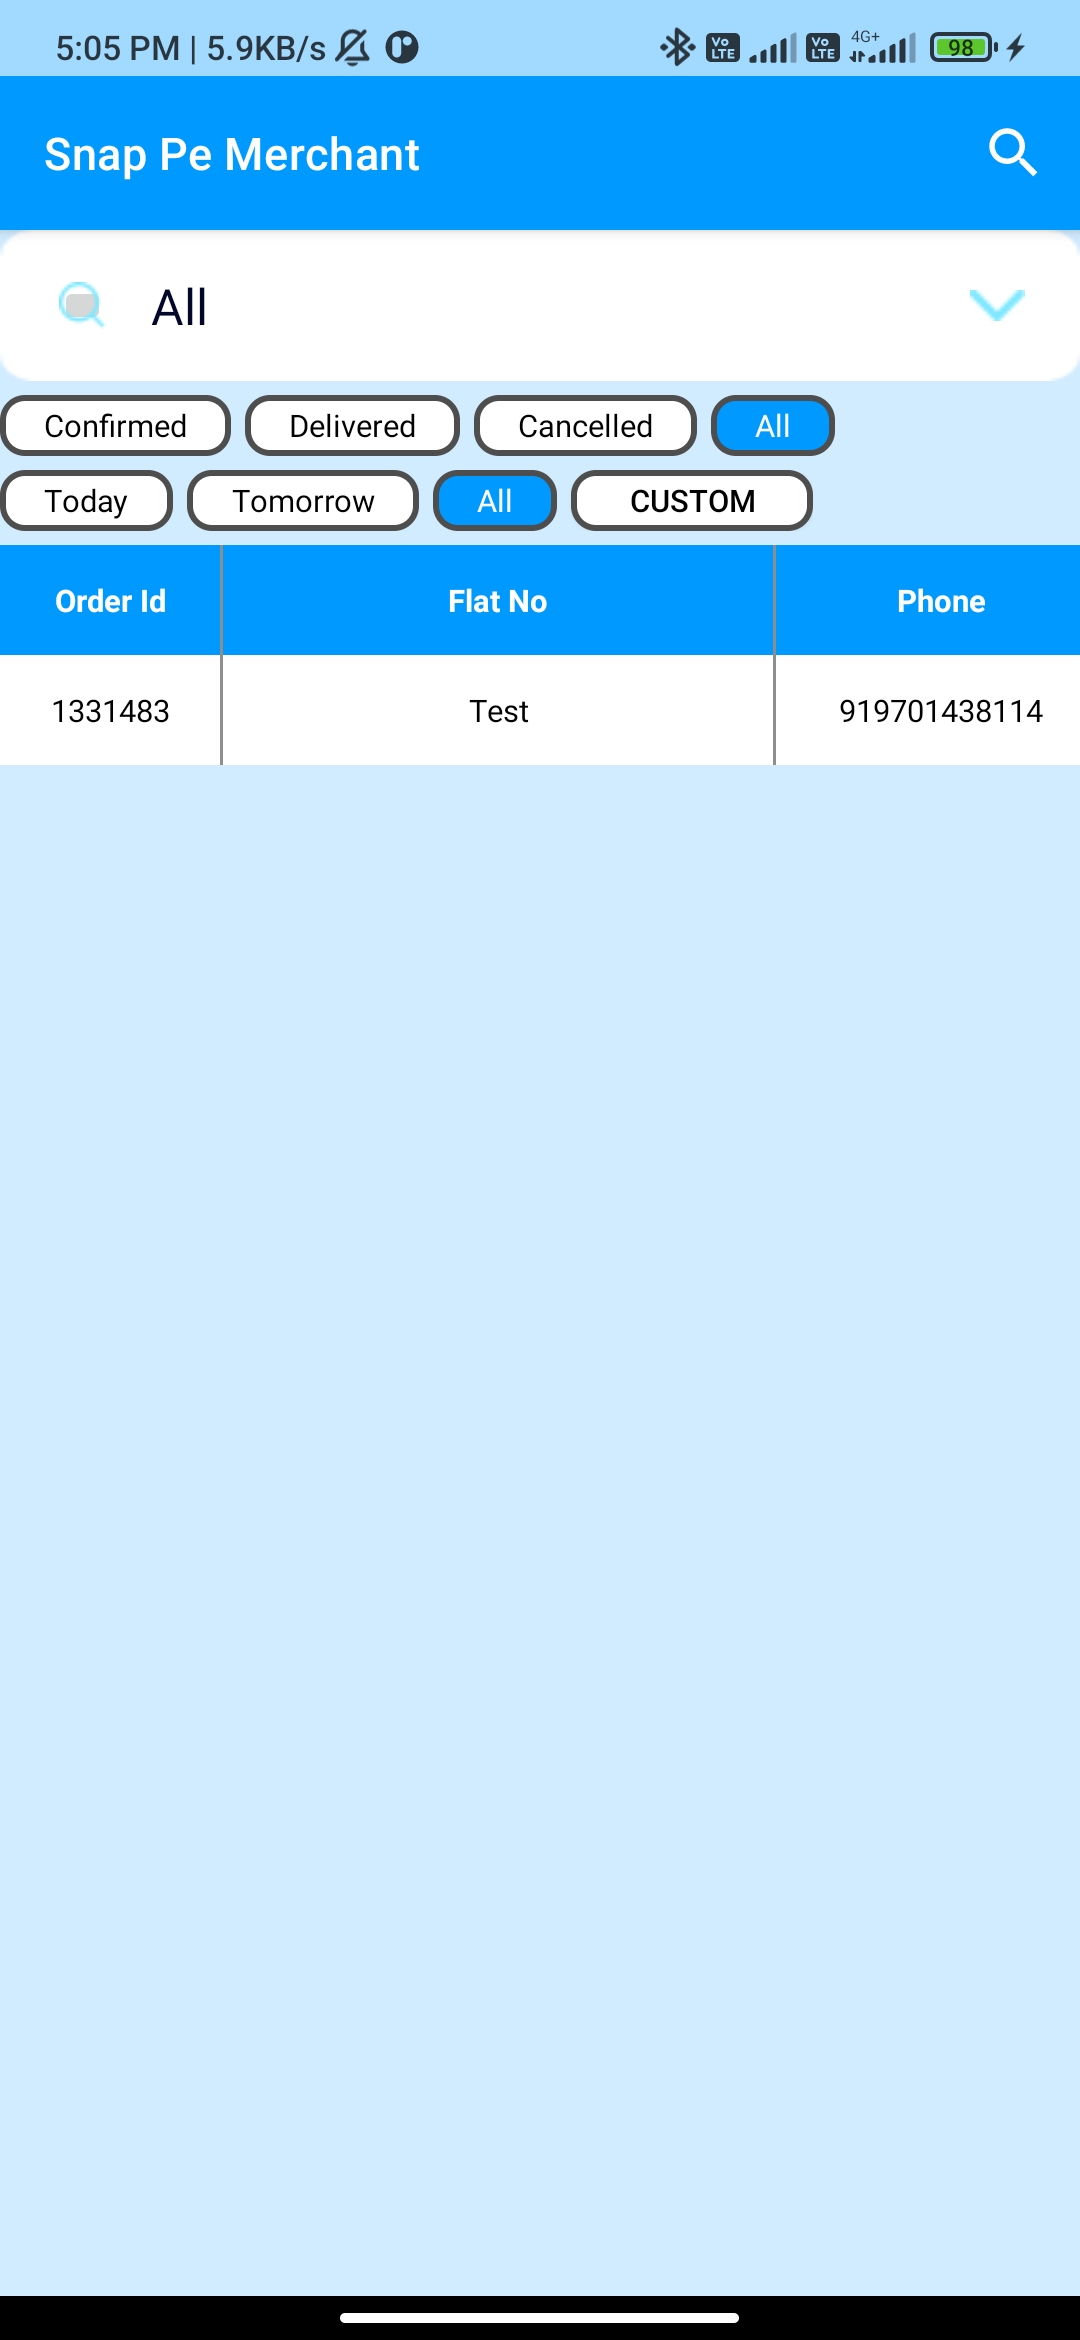 5:05 PM | 5.9KB/s Vo LTE Vo LTE 4G+ 98
Snap Pe Merchant
All
Confirmed Delivered Cancelled All
Today Tomorrow All CUSTOM
Order Id Flat No Phone
1331483 Test 919701438114